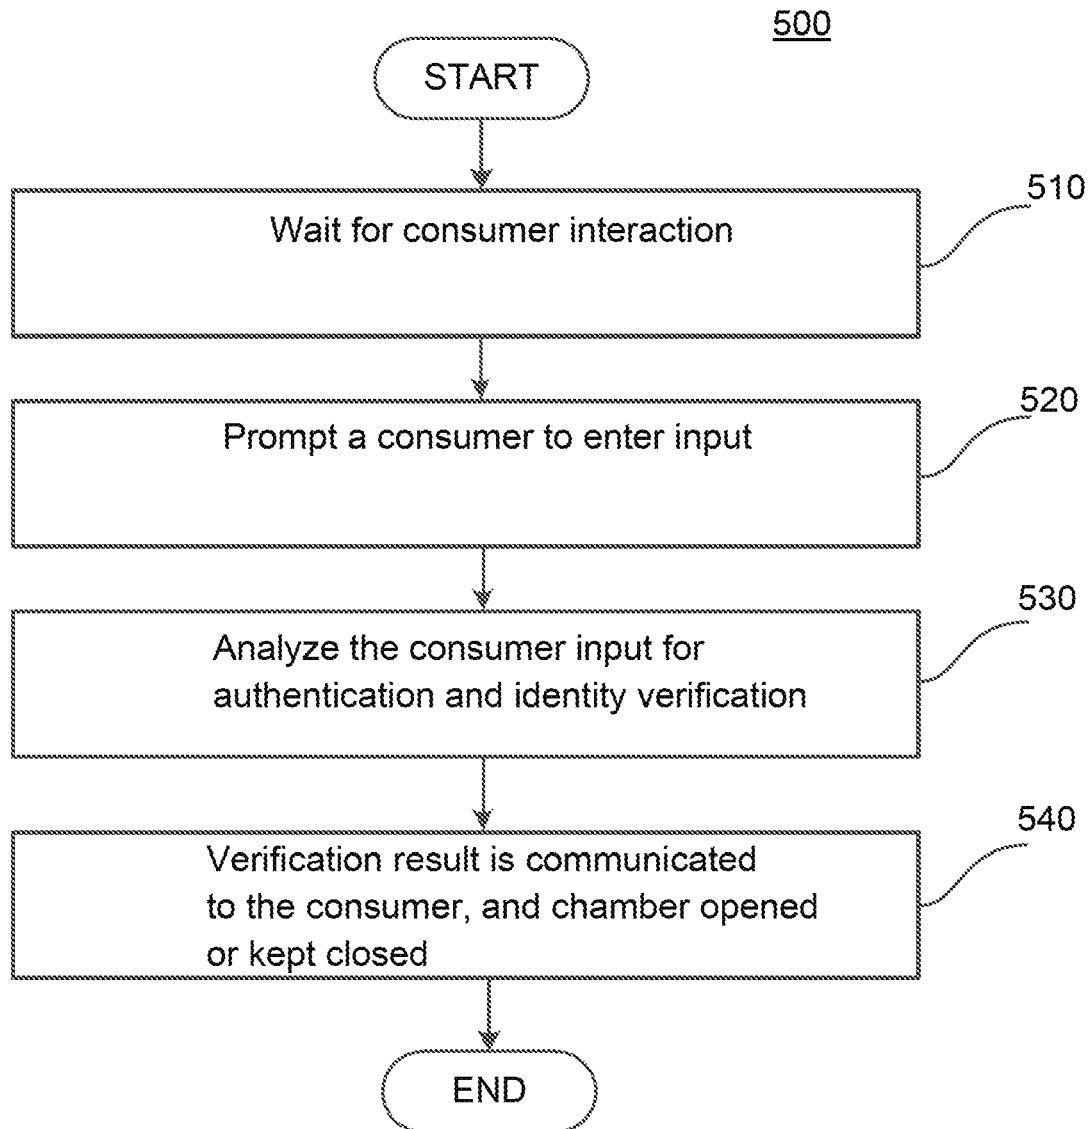 500
START
510
Wait for consumer interaction
520
Prompt a consumer to enter input
530
Analyze the consumer input for
authentication and identity verification
540
Verification result is communicated
to the consumer, and chamber opened
or kept closed
END